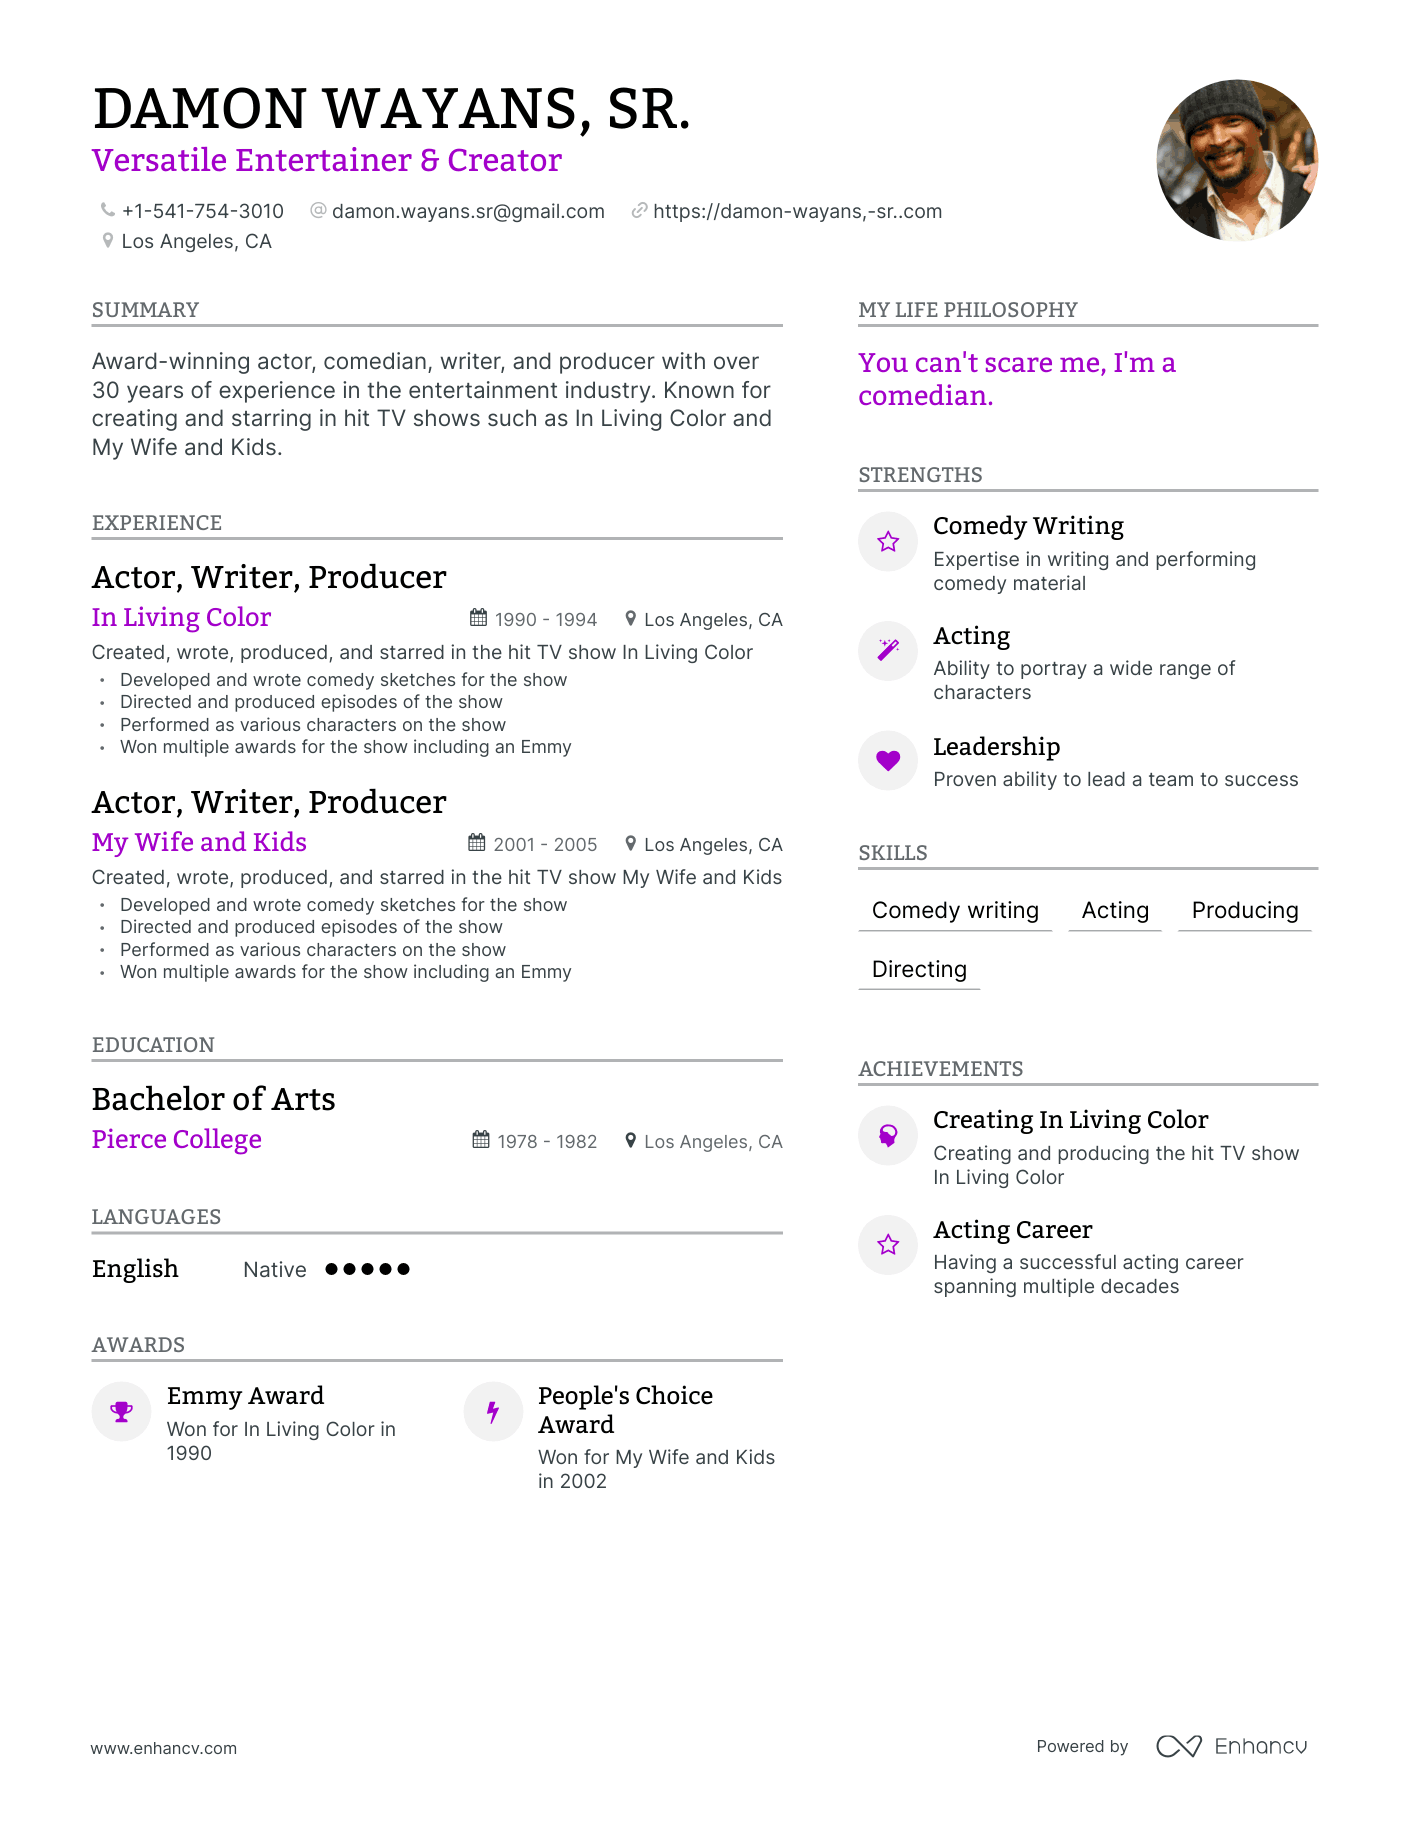 DAMON WAYANS, SR.
Versatile Entertainer & Creator
+1-541-754-3010 damon.wayans.sr@gmail.com https://damon-wayans,-sr..com
Los Angeles, CA
SUMMARY
Award-winning actor, comedian, writer, and producer with over
30 years of experience in the entertainment industry. Known for
creating and starring in hit TV shows such as In Living Color and
My Wife and Kids.
EXPERIENCE
Actor, Writer, Producer
In Living Color 1990 - 1994 Los Angeles, CA
Created, wrote, produced, and starred in the hit TV show In Living Color
• Developed and wrote comedy sketches for the show
• Directed and produced episodes of the show
• Performed as various characters on the show
• Won multiple awards for the show including an Emmy
Actor, Writer, Producer
My Wife and Kids 2001 - 2005 Los Angeles, CA
Created, wrote, produced, and starred in the hit TV show My Wife and Kids
• Developed and wrote comedy sketches for the show
• Directed and produced episodes of the show
• Performed as various characters on the show
• Won multiple awards for the show including an Emmy
EDUCATION
Bachelor of Arts
Pierce College 1978 - 1982 Los Angeles, CA
LANGUAGES
English Native
AWARDS
Emmy Award
Won for In Living Color in
1990
People's Choice
Award
Won for My Wife and Kids
in 2002
MY LIFE PHILOSOPHY
You can't scare me, I'm a
comedian.
STRENGTHS
Comedy Writing
Expertise in writing and performing
comedy material
Acting
Ability to portray a wide range of
characters
Leadership
Proven ability to lead a team to success
SKILLS
Comedy writing Acting Producing
Directing
ACHIEVEMENTS
Creating In Living Color
Creating and producing the hit TV show
In Living Color
Acting Career
Having a successful acting career
spanning multiple decades
www.enhancv.com
Powered by Enhancv